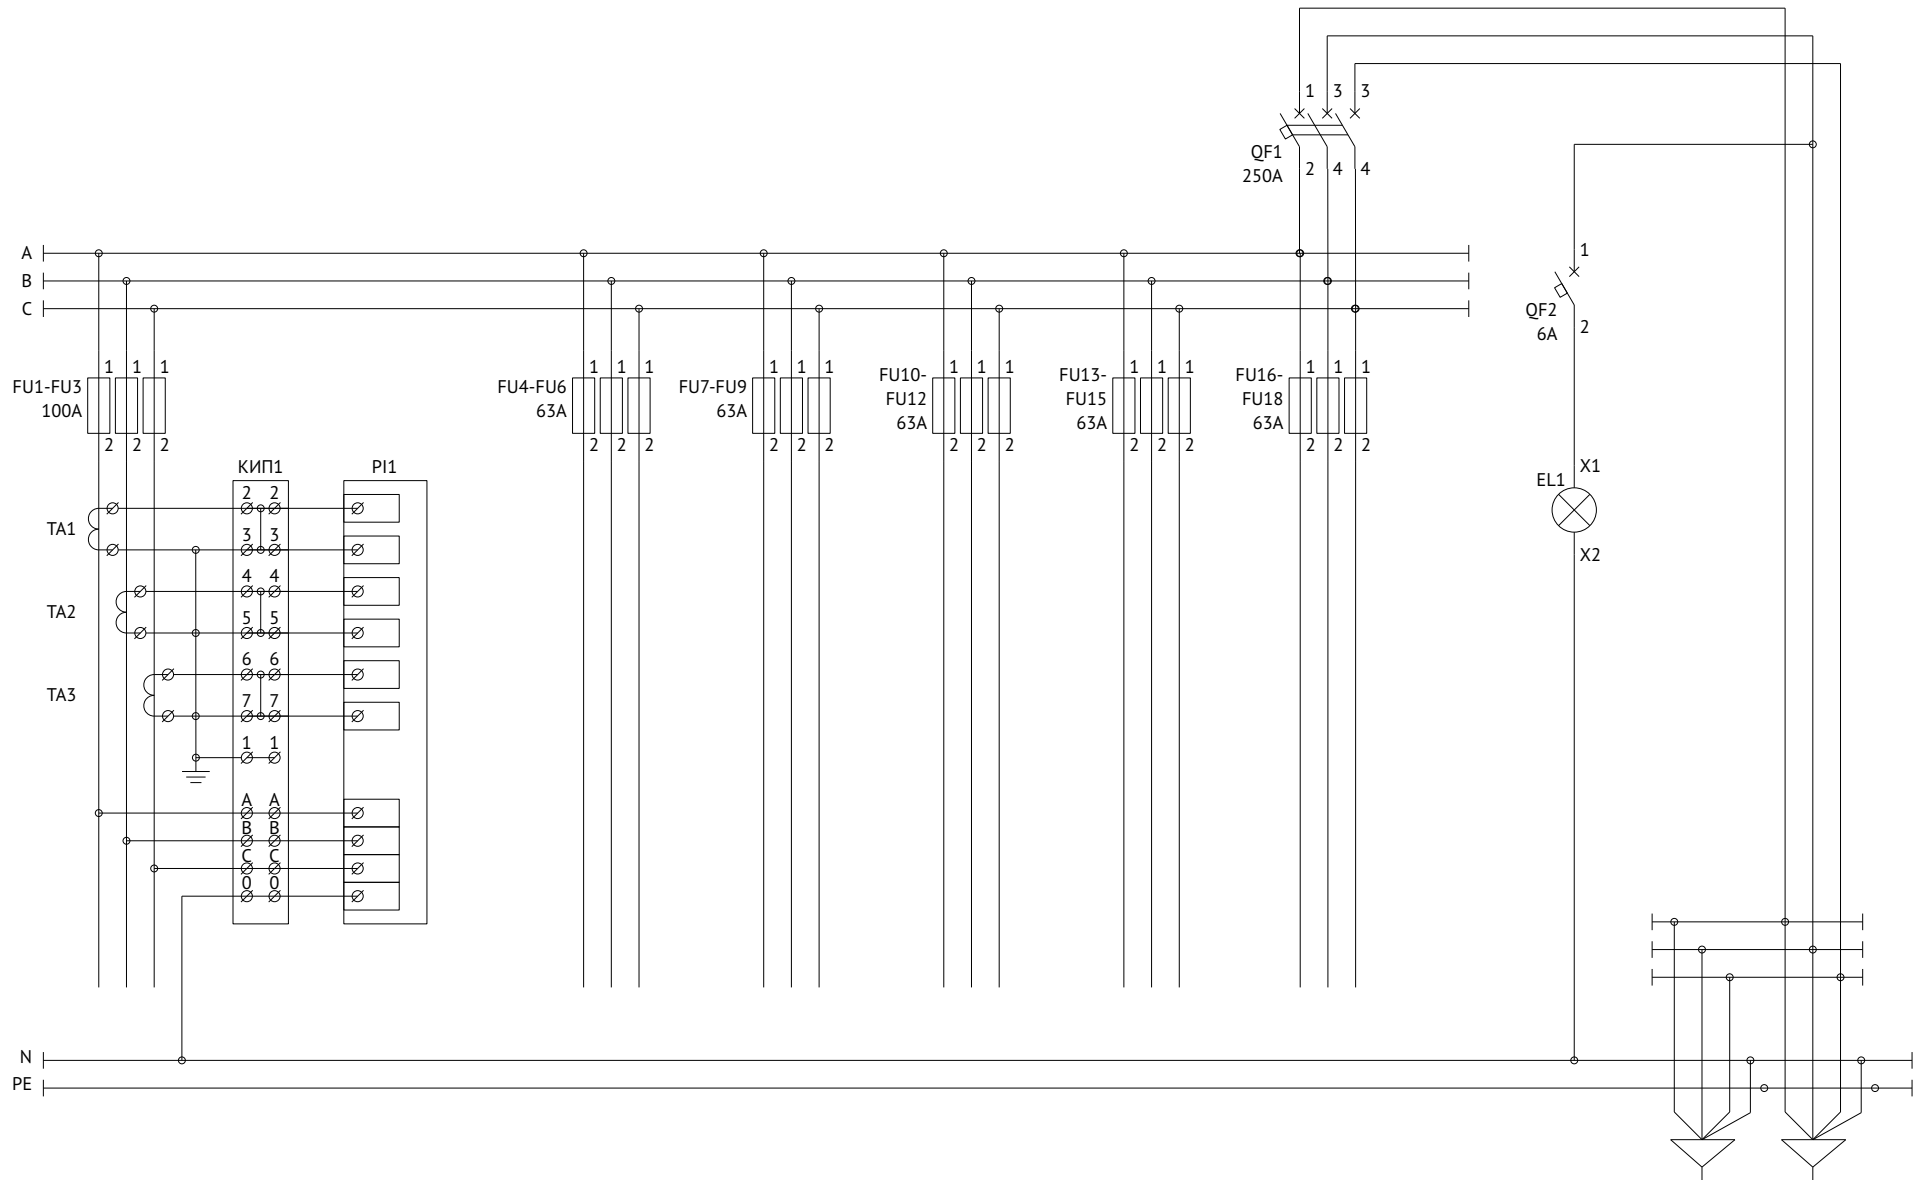 1 3 3
QF1
250A
2 4 4
A
B
C
1
QF2
6A
2
1 1 1
FU1-FU3
100A
2 2 2
1 1 1
FU4-FU6
63A
2 2 2
1 1 1
FU7-FU9
63A
2 2 2
1 1 1
FU10-
FU12
63A
2 2 2
1 1 1
FU13-
FU15
63A
2 2 2
1 1 1
FU16-
FU18
63A
2 2 2
КИП1
PI1
X1
EL1
X2
2 2
TA1
3 3
4 4
TA2
5 5
6 6
TA3
7 7
1 1
A A
B B
C C
0 0
N
PE